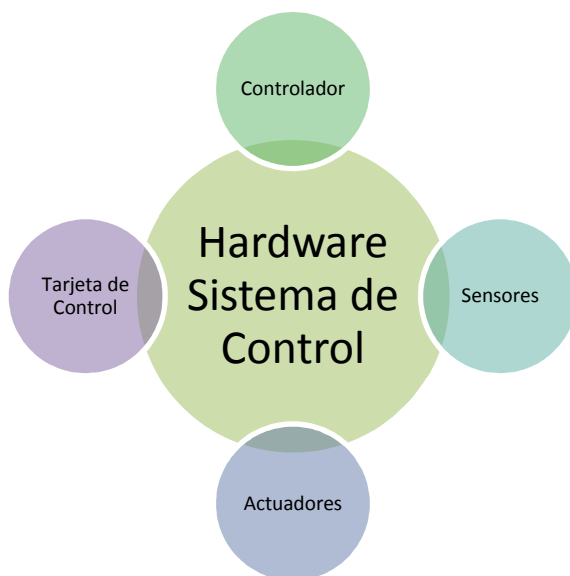 Controlador
Hardware
Sistema de
Control
Tarjeta de
Control
Sensores
Actuadores